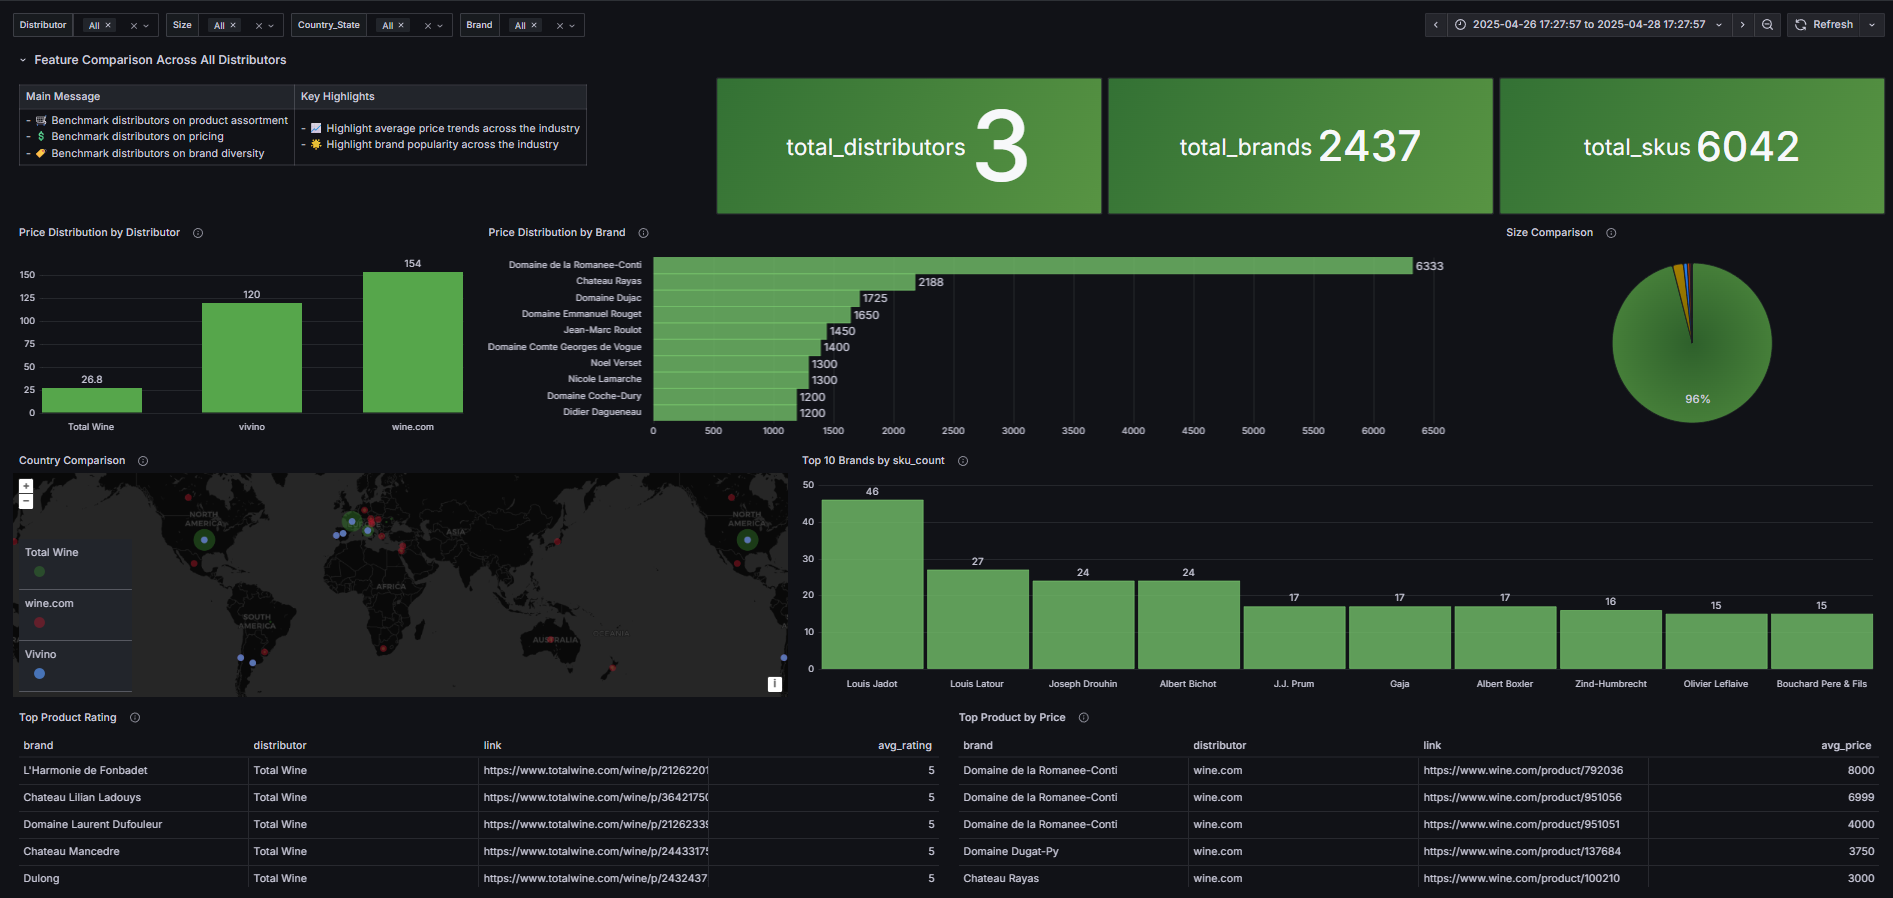 Distributor All × × Size All × × Country_State All × × Brand All × ×
2025-04-26 17:27:57 to 2025-04-28 17:27:57 Refresh
Feature Comparison Across All Distributors
Main Message Key Highlights
- 🛒 Benchmark distributors on product assortment
- 💲 Benchmark distributors on pricing
- 🏷️ Benchmark distributors on brand diversity
- 📈 Highlight average price trends across the industry
- 🌟 Highlight brand popularity across the industry
total_distributors 3
total_brands 2437
total_skus 6042
Price Distribution by Distributor
150
125
100
75
50
25
0
26.8
120
154
Total Wine vivino wine.com
Price Distribution by Brand
Domaine de la Romanee-Conti 6333
Chateau Rayas 2188
Domaine Dujac 1725
Domaine Emmanuel Rouget 1650
Jean-Marc Roulot 1450
Domaine Comte Georges de Vogue 1400
Noel Verset 1300
Nicole Lamarche 1300
Domaine Coche-Dury 1200
Didier Dagueneau 1200
0 500 1000 1500 2000 2500 3000 3500 4000 4500 5000 5500 6000 6500
Size Comparison
96%
Country Comparison
+
−
NORTH
AMERICA
ASIA
NORTH
AMERICA
AFRICA
SOUTH
AMERICA
AUSTRALIA
OCEANIA
Total Wine
wine.com
Vivino
i
Top 10 Brands by sku_count
50
40
30
20
10
0
46 27 24 24 17 17 17 16 15 15
Louis Jadot Louis Latour Joseph Drouhin Albert Bichot J.J. Prum Gaja Albert Boxler Zind-Humbrecht Olivier Leflaive Bouchard Pere & Fils
Top Product Rating
brand distributor link avg_rating
L'Harmonie de Fonbadet Total Wine https://www.totalwine.com/wine/p/21262201 5
Chateau Lilian Ladouys Total Wine https://www.totalwine.com/wine/p/36421750 5
Domaine Laurent Dufouleur Total Wine https://www.totalwine.com/wine/p/21262339 5
Chateau Mancedre Total Wine https://www.totalwine.com/wine/p/24433175 5
Dulong Total Wine https://www.totalwine.com/wine/p/2432437 5
Top Product by Price
brand distributor link avg_price
Domaine de la Romanee-Conti wine.com https://www.wine.com/product/792036 8000
Domaine de la Romanee-Conti wine.com https://www.wine.com/product/951056 6999
Domaine de la Romanee-Conti wine.com https://www.wine.com/product/951051 4000
Domaine Dugat-Py wine.com https://www.wine.com/product/137684 3750
Chateau Rayas wine.com https://www.wine.com/product/100210 3000